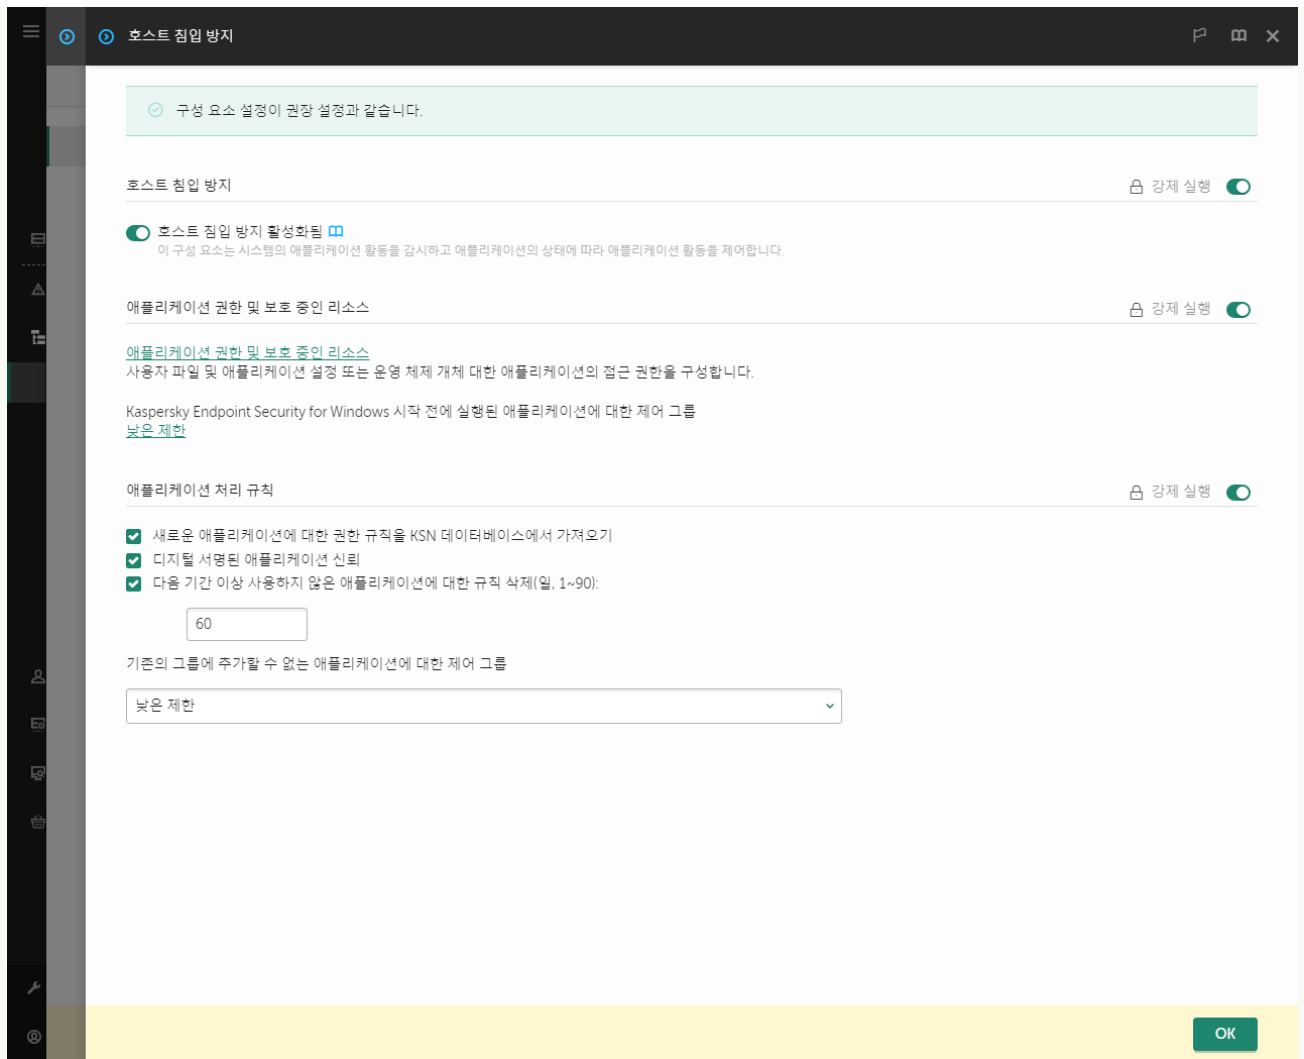 호스트 침입 방지
구성 요소 설정이 권장 설정과 같습니다.
호스트 침입 방지
강제 실행
호스트 침입 방지 활성화됨
이 구성 요소는 시스템의 애플리케이션 활동을 감시하고 애플리케이션의 상태에 따라 애플리케이션 활동을 제어합니다.
애플리케이션 권한 및 보호 중인 리소스
강제 실행
애플리케이션 권한 및 보호 중인 리소스
사용자 파일 및 애플리케이션 설정 또는 운영 체제 개체 대한 애플리케이션의 접근 권한을 구성합니다.
Kaspersky Endpoint Security for Windows 시작 전에 실행된 애플리케이션에 대한 제어 그룹
낮은 제한
애플리케이션 처리 규칙
강제 실행
새로운 애플리케이션에 대한 권한 규칙을 KSN 데이터베이스에서 가져오기
디지털 서명된 애플리케이션 신뢰
다음 기간 이상 사용하지 않은 애플리케이션에 대한 규칙 삭제(일, 1~90):
60
기존의 그룹에 추가할 수 없는 애플리케이션에 대한 제어 그룹
낮은 제한
OK